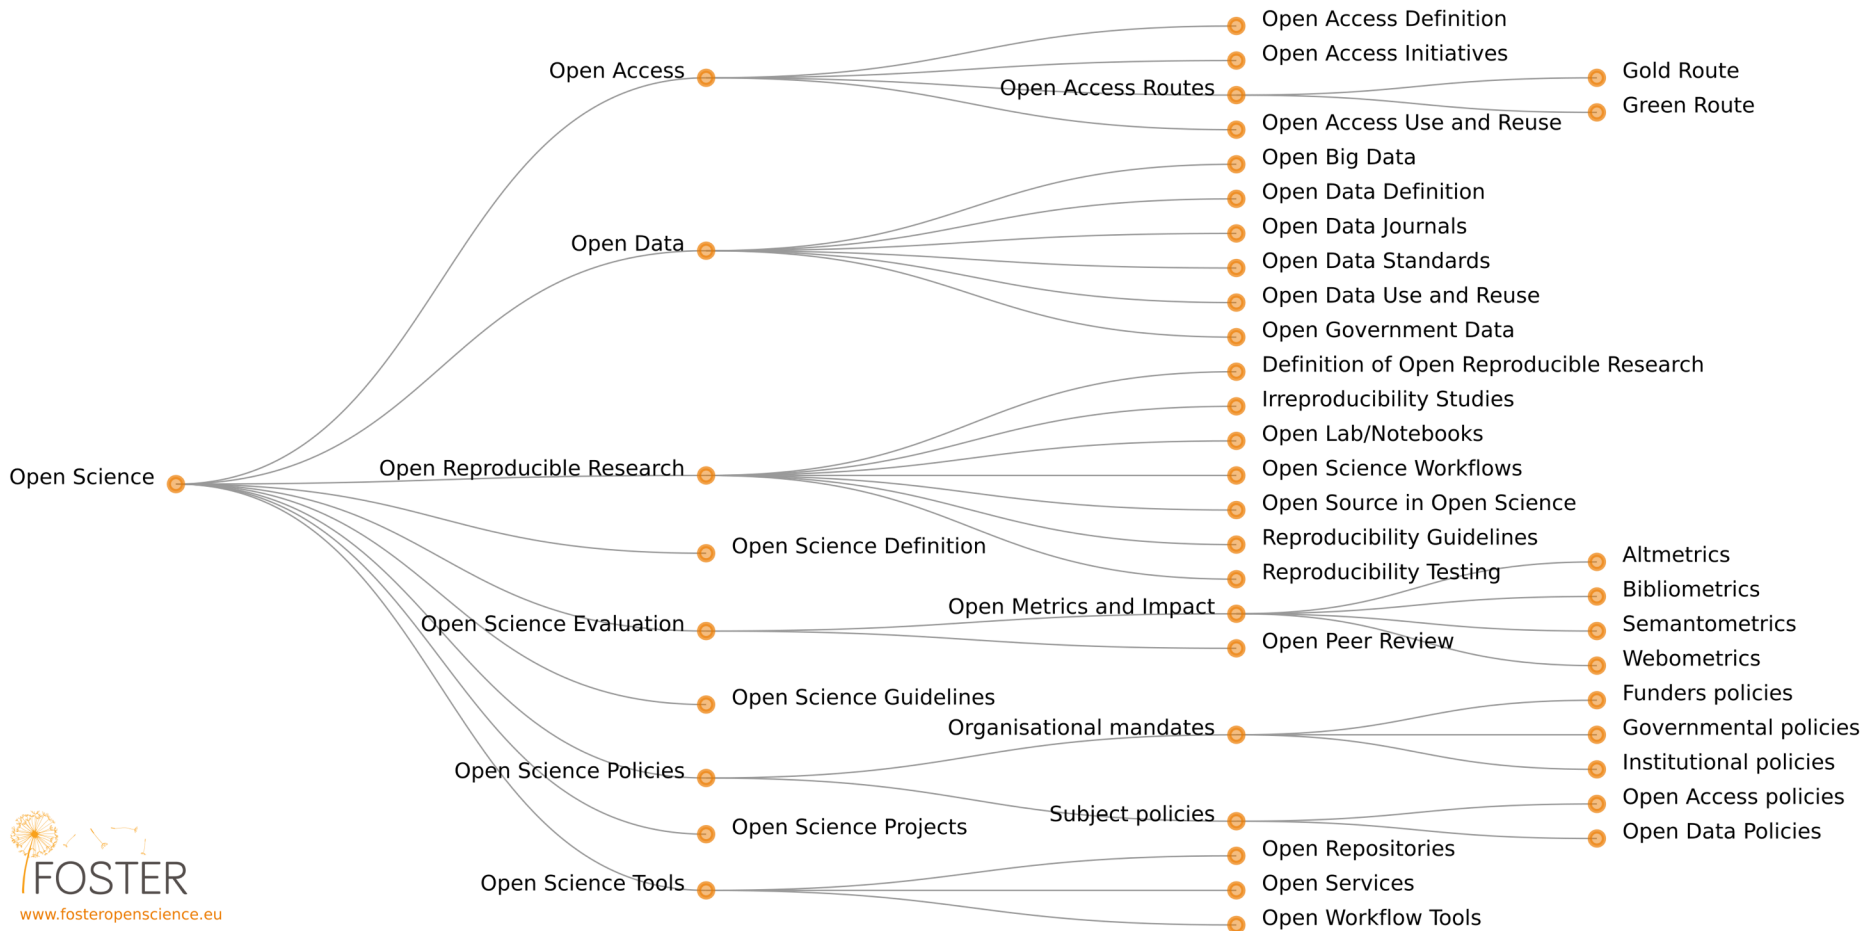 Open Science
Open Access
Open Access Definition
Open Access Initiatives
Open Access Routes
Gold Route
Green Route
Open Access Use and Reuse
Open Data
Open Big Data
Open Data Definition
Open Data Journals
Open Data Standards
Open Data Use and Reuse
Open Government Data
Open Reproducible Research
Definition of Open Reproducible Research
Irreproducibility Studies
Open Lab/Notebooks
Open Science Workflows
Open Source in Open Science
Reproducibility Guidelines
Reproducibility Testing
Open Science Definition
Open Science Evaluation
Open Metrics and Impact
Altmetrics
Bibliometrics
Semantometrics
Webometrics
Open Peer Review
Open Science Guidelines
Open Science Policies
Organisational mandates
Funders policies
Governmental policies
Institutional policies
Subject policies
Open Access policies
Open Data Policies
Open Science Projects
Open Science Tools
Open Repositories
Open Services
Open Workflow Tools
FOSTER
www.fosteropenscience.eu